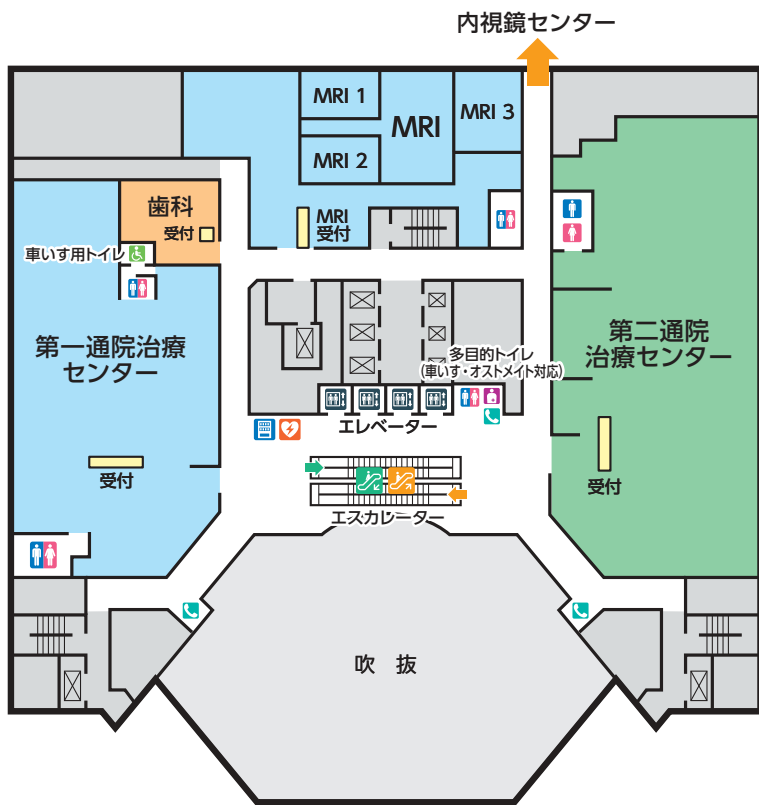 内視鏡センター
MRI 1
MRI
MRI 3
MRI 2
歯科
受付
MRI
受付
車いす用トイレ
第一通院治療
センター
第二通院
治療センター
多目的トイレ
(車いす・オストメイト対応)
エレベーター
受付
受付
エスカレーター
吹 抜